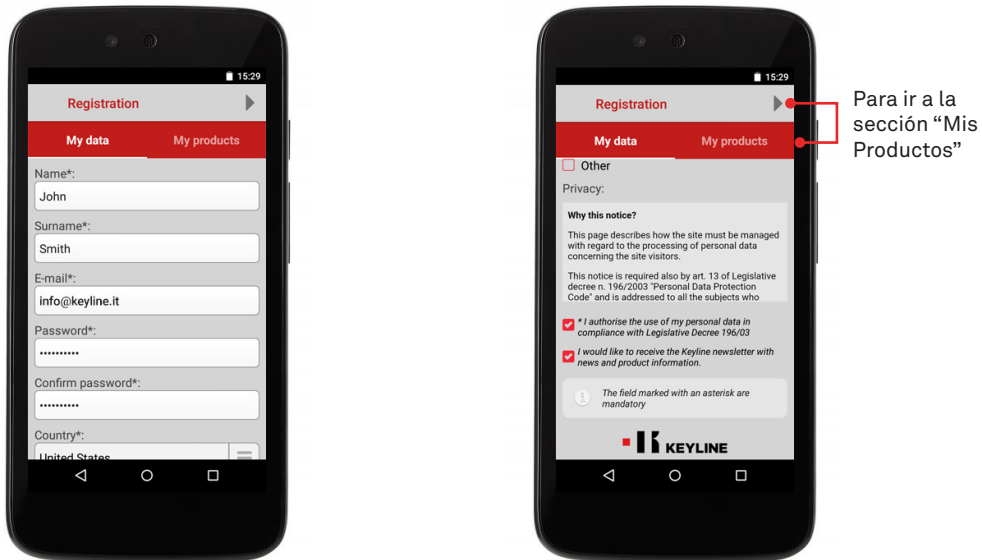 15:29
Registration
My data
My products
Name*:
John
Surname*:
Smith
E-mail*:
info@keyline.it
Password*:
••••••••••
Confirm password*:
••••••••••
Country*:
United States
15:29
Registration
My data
My products
Other
Privacy:
Why this notice?
This page describes how the site must be managed
with regard to the processing of personal data
concerning the site visitors.
This notice is required also by art. 13 of Legislative
decree n. 196/2003 "Personal Data Protection
Code" and is addressed to all the subjects who
* I authorise the use of my personal data in
compliance with Legislative Decree 196/03
I would like to receive the Keyline newsletter with
news and product information.
The field marked with an asterisk are
mandatory
KEYLINE
Para ir a la
sección “Mis
Productos”